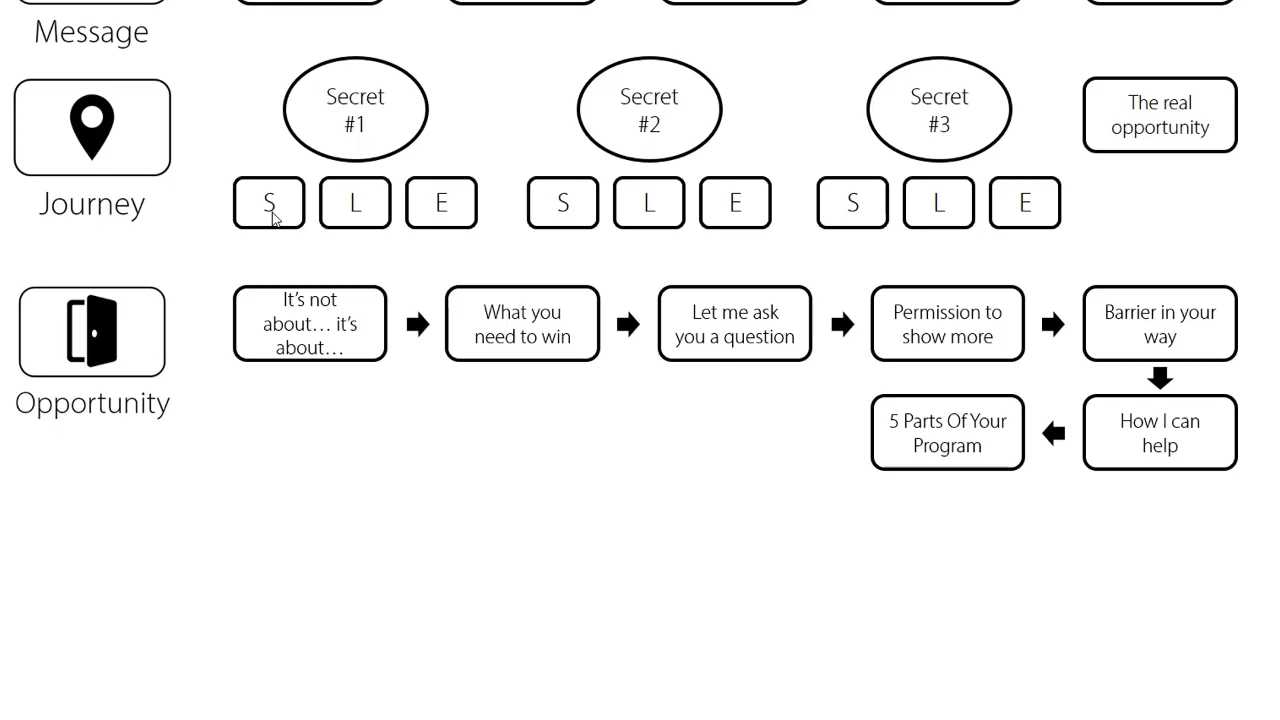 Message
Secret
#1
Secret
#2
Secret
#3
The real
opportunity
Journey
S
L
E
S
L
E
S
L
E
It's not
about... it's
about...
What you
need to win
Let me ask
you a question
Permission to
show more
Barrier in your
way
Opportunity
5 Parts Of Your
Program
How I can
help